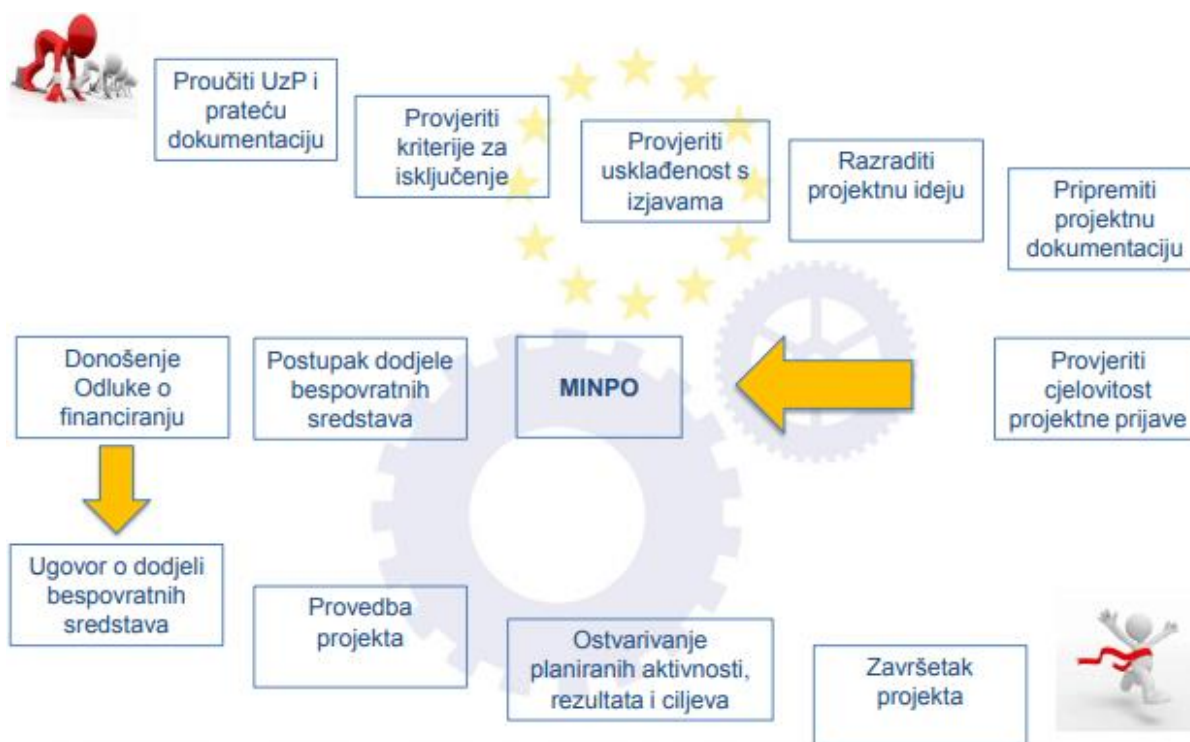 Proučiti UzP i
prateću
dokumentaciju
Provjeriti
kriterije za
isključenje
Provjeriti
usklađenost s
izjavama
Razraditi
projektnu ideju
Pripremiti
projektnu
dokumentaciju
Provjeriti
cjelovitost
projektne prijave
MINPO
Postupak dodjele
bespovratnih
sredstava
Donošenje
Odluke o
financiranju
Ugovor o dodjeli
bespovratnih
sredstava
Provedba
projekta
Ostvarivanje
planiranih aktivnosti,
rezultata i ciljeva
Završetak
projekta